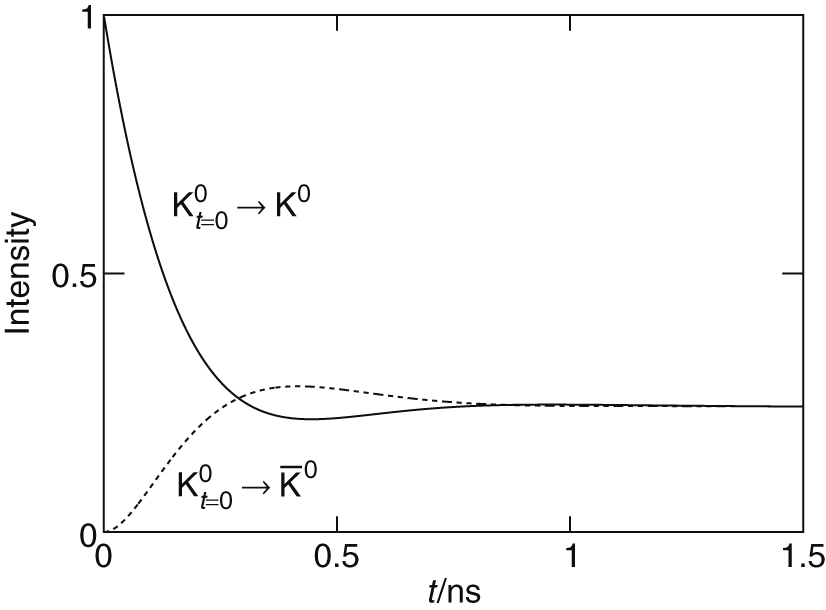 1
K⁰ₜ₌₀ → K⁰
Intensity
0.5
K⁰ₜ₌₀ → K̅⁰
0
0 0.5 1 1.5
t/ns